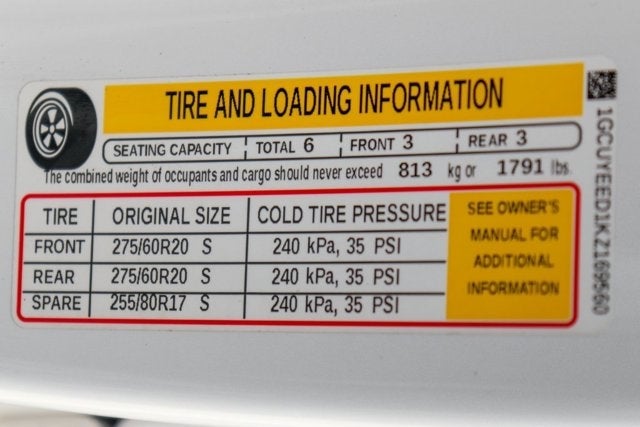 TIRE AND LOADING INFORMATION
SEATING CAPACITY TOTAL 6 FRONT 3 REAR 3
The combined weight of occupants and cargo should never exceed 813 kg or 1791 lbs.
TIRE ORIGINAL SIZE COLD TIRE PRESSURE
FRONT 275/60R20 S 240 kPa, 35 PSI
REAR 275/60R20 S 240 kPa, 35 PSI
SPARE 255/80R17 S 240 kPa, 35 PSI
SEE OWNER'S
MANUAL FOR
ADDITIONAL
INFORMATION
1GCUYEED1KZ169560